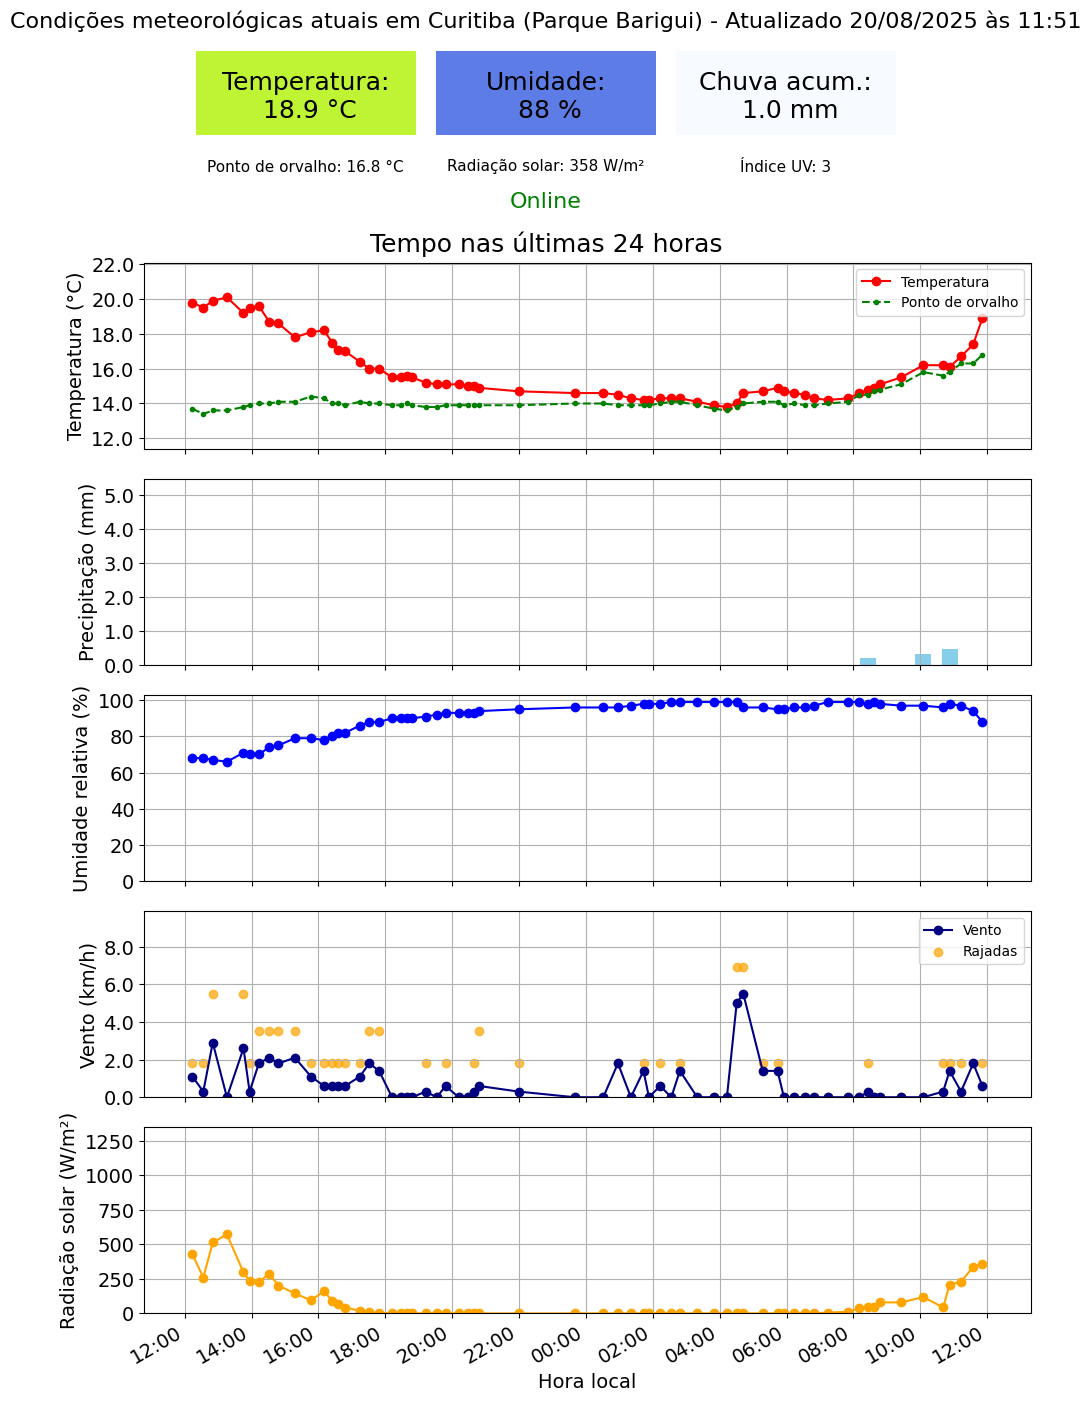 Condições meteorológicas atuais em Curitiba (Parque Barigui) - Atualizado 20/08/2025 às 11:51
Temperatura:
18.9 °C
Umidade:
88 %
Chuva acum.:
1.0 mm
Ponto de orvalho: 16.8 °C
Radiação solar: 358 W/m²
Índice UV: 3
Online
Tempo nas últimas 24 horas
Temperatura (°C)
22.0
20.0
18.0
16.0
14.0
12.0
Temperatura
Ponto de orvalho
Precipitação (mm)
5.0
4.0
3.0
2.0
1.0
0.0
Umidade relativa (%)
100
80
60
40
20
0
Vento (km/h)
8.0
6.0
4.0
2.0
0.0
Vento
Rajadas
Radiação solar (W/m²)
1250
1000
750
500
250
0
12:00
14:00
16:00
18:00
20:00
22:00
00:00
02:00
04:00
06:00
08:00
10:00
12:00
Hora local